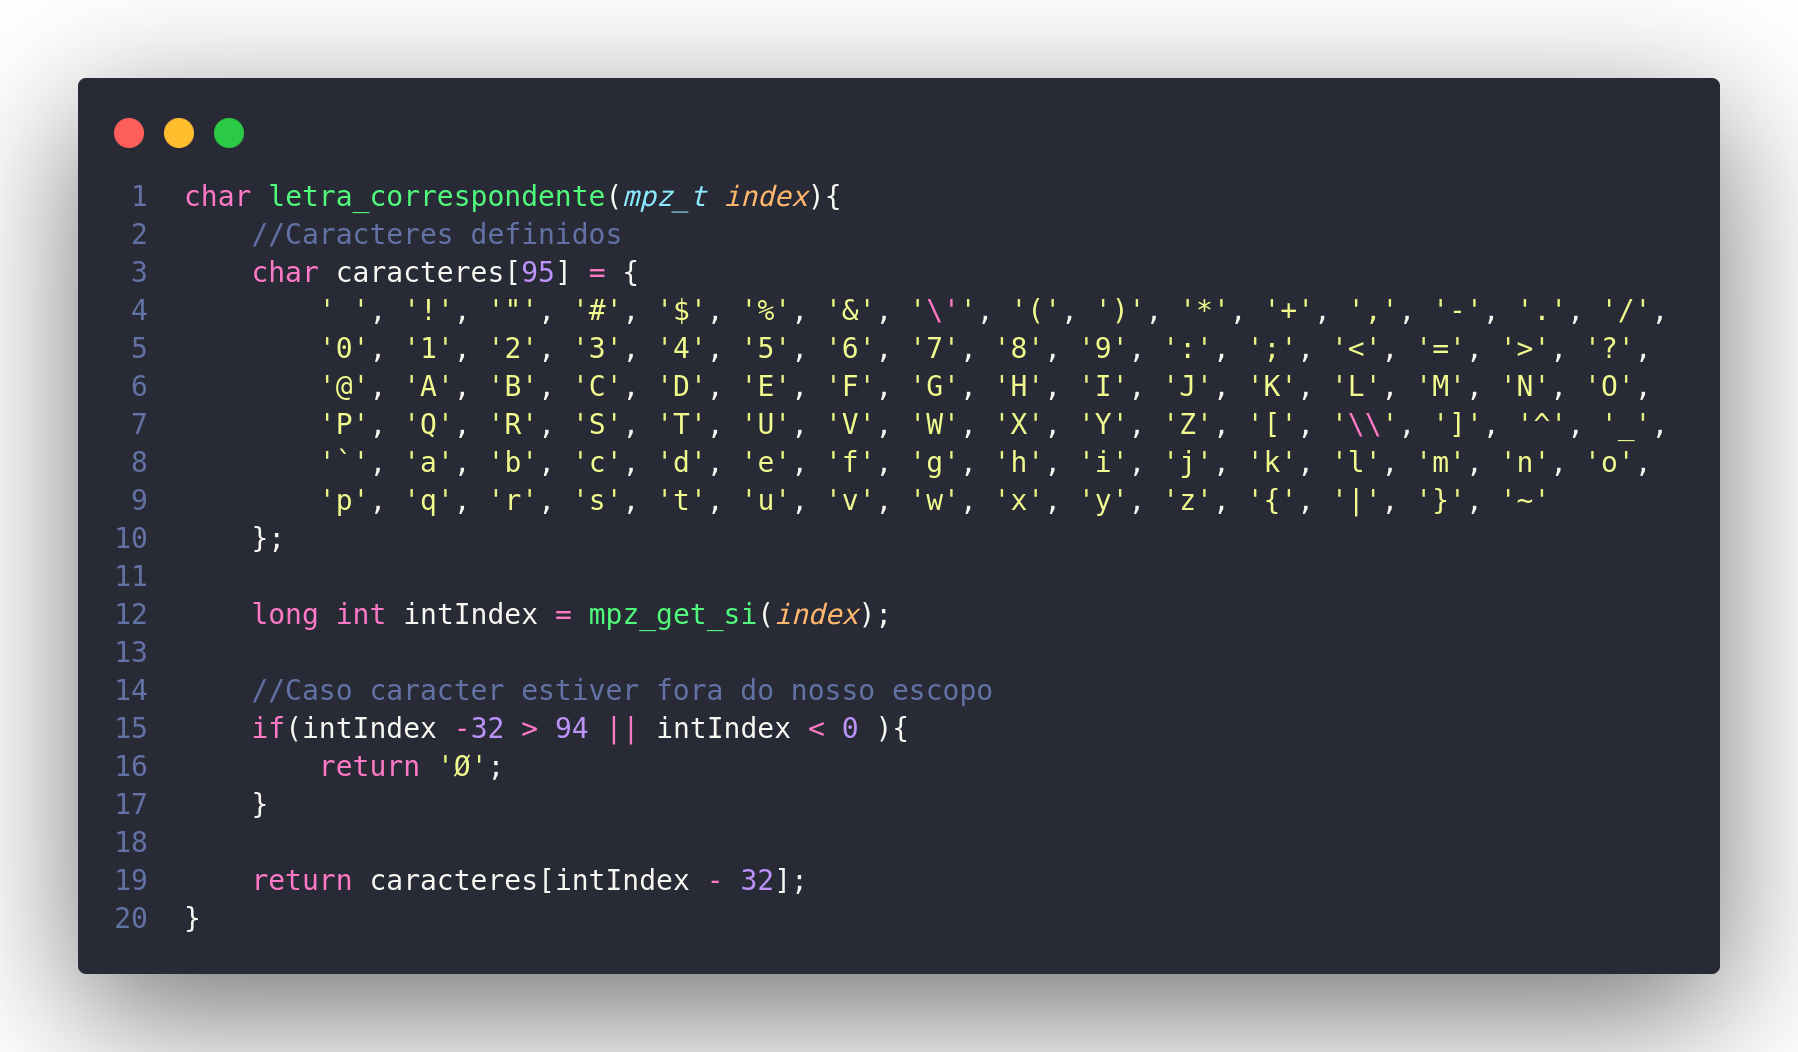 1 char letra_correspondente(mpz_t index){
2     //Caracteres definidos
3     char caracteres[95] = {
4         ' ', '!', '"', '#', '$', '%', '&', '\'', '(', ')', '*', '+', ',', '-', '.', '/',
5         '0', '1', '2', '3', '4', '5', '6', '7', '8', '9', ':', ';', '<', '=', '>', '?',
6         '@', 'A', 'B', 'C', 'D', 'E', 'F', 'G', 'H', 'I', 'J', 'K', 'L', 'M', 'N', 'O',
7         'P', 'Q', 'R', 'S', 'T', 'U', 'V', 'W', 'X', 'Y', 'Z', '[', '\\', ']', '^', '_',
8         '`', 'a', 'b', 'c', 'd', 'e', 'f', 'g', 'h', 'i', 'j', 'k', 'l', 'm', 'n', 'o',
9         'p', 'q', 'r', 's', 't', 'u', 'v', 'w', 'x', 'y', 'z', '{', '|', '}', '~'
10     };
11
12     long int intIndex = mpz_get_si(index);
13
14     //Caso caracter estiver fora do nosso escopo
15     if(intIndex -32 > 94 || intIndex < 0 ){
16         return 'Ø';
17     }
18
19     return caracteres[intIndex - 32];
20 }